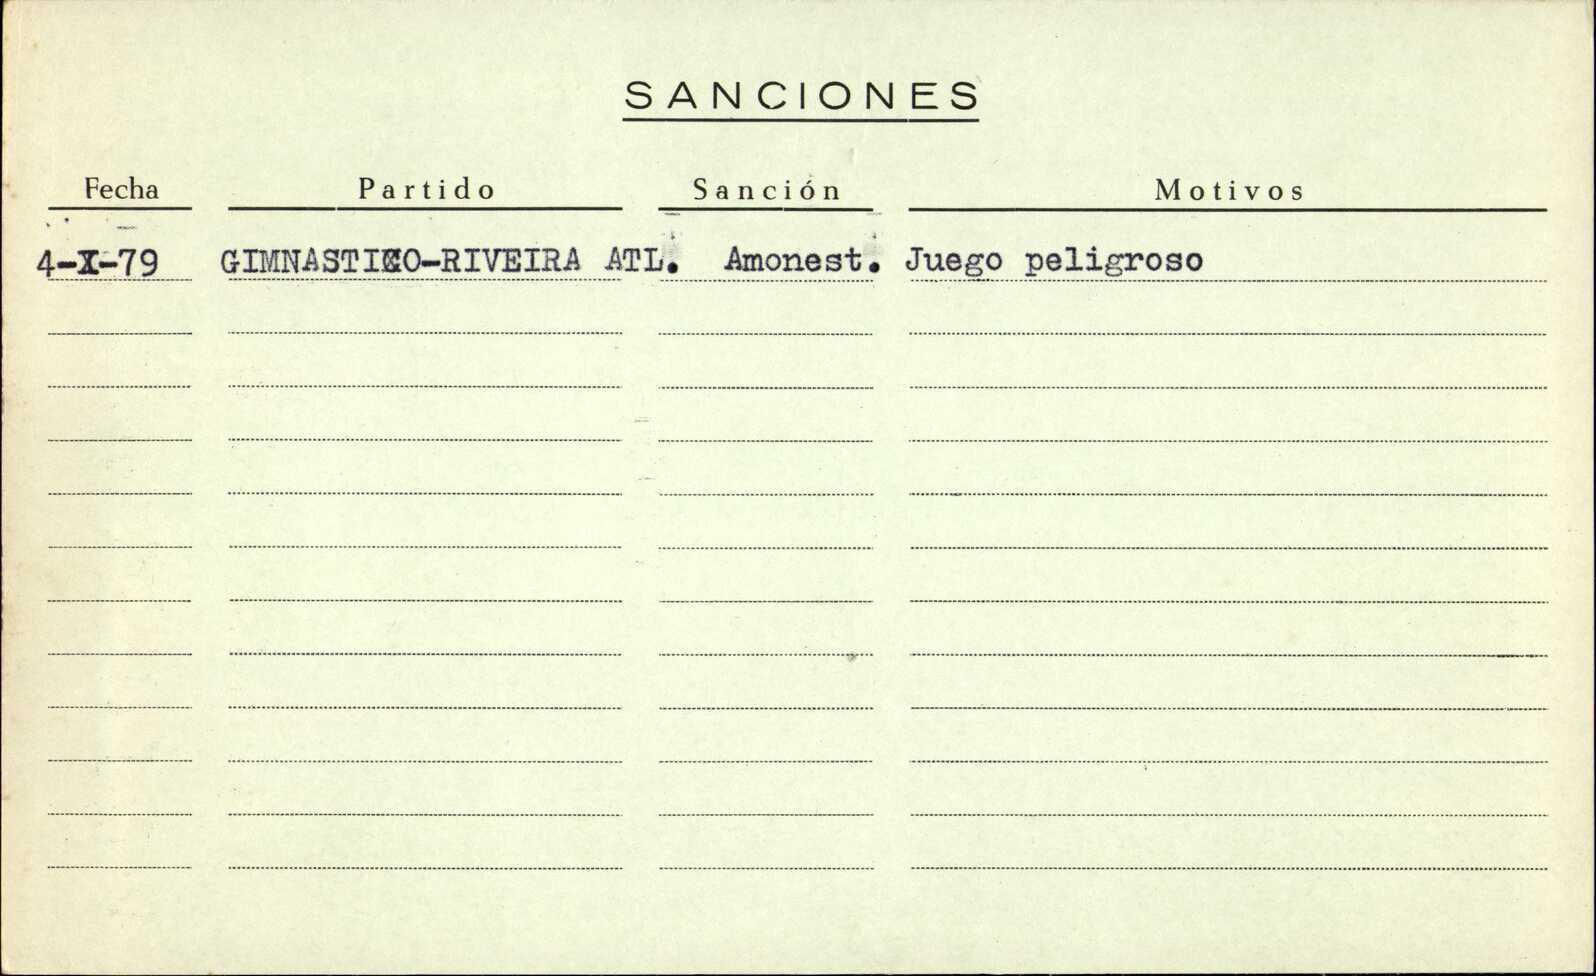 SANCIONES
Fecha Partido Sanción Motivos
4-X-79 GIMNASTICO-RIVEIRA ATL. Amonest. Juego peligroso